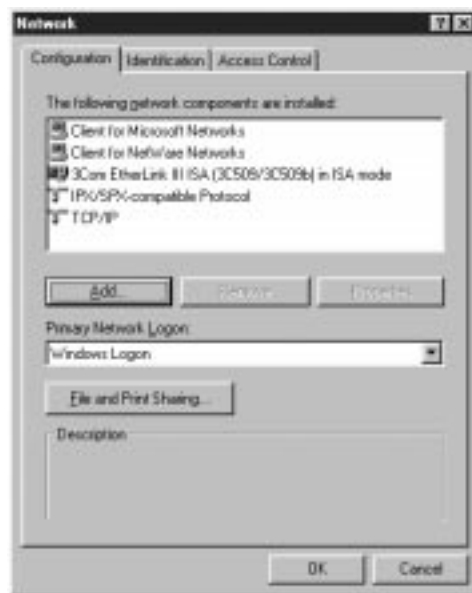 Network
Configuration Identification Access Control
The following network components are installed:
Client for Microsoft Networks
Client for NetWare Networks
3Com EtherLink III ISA (3C509/3C509b) in ISA mode
IPX/SPX-compatible Protocol
TCP/IP
Add... Remove Properties
Primary Network Logon:
Windows Logon
File and Print Sharing...
Description
OK Cancel